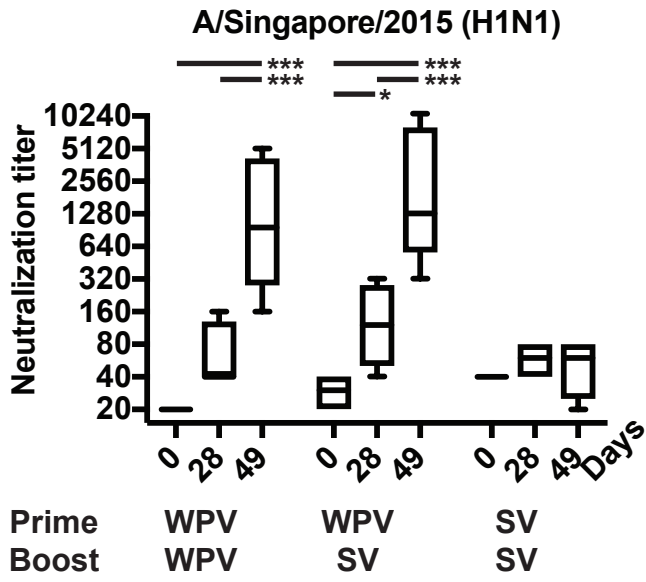 A/Singapore/2015 (H1N1)
*** ***
*** ***
*
Neutralization titer
10240
5120
2560
1280
640
320
160
80
40
20
0 28 49 0 28 49 0 28 49 Days
Prime WPV WPV SV
Boost WPV SV SV